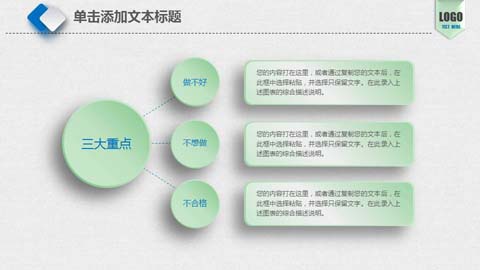 单击添加文本标题
LOGO
做不好
您的内容打在这里，或者通过复制您的文本后，在
此框中选择粘贴，并选择只保留文字。在此录入上
述图表的综合描述说明。
三大重点
不想做
您的内容打在这里，或者通过复制您的文本后，在
此框中选择粘贴，并选择只保留文字。在此录入上
述图表的综合描述说明。
不合格
您的内容打在这里，或者通过复制您的文本后，在
此框中选择粘贴，并选择只保留文字。在此录入上
述图表的综合描述说明。